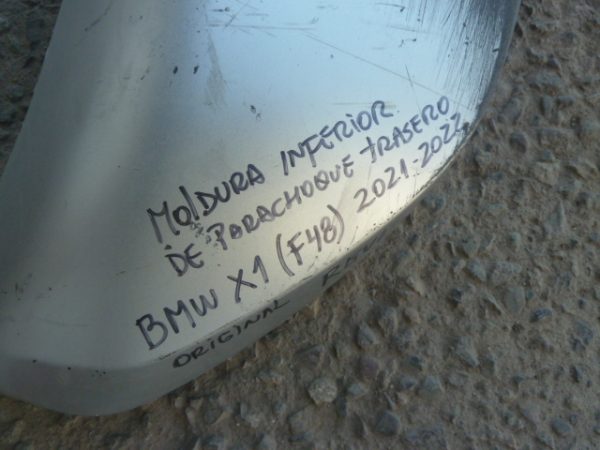 MOLDURA INFERIOR
DE PARACHOQUE TRASERO
BMW X1 (F48) 2021-2022
ORIGINAL